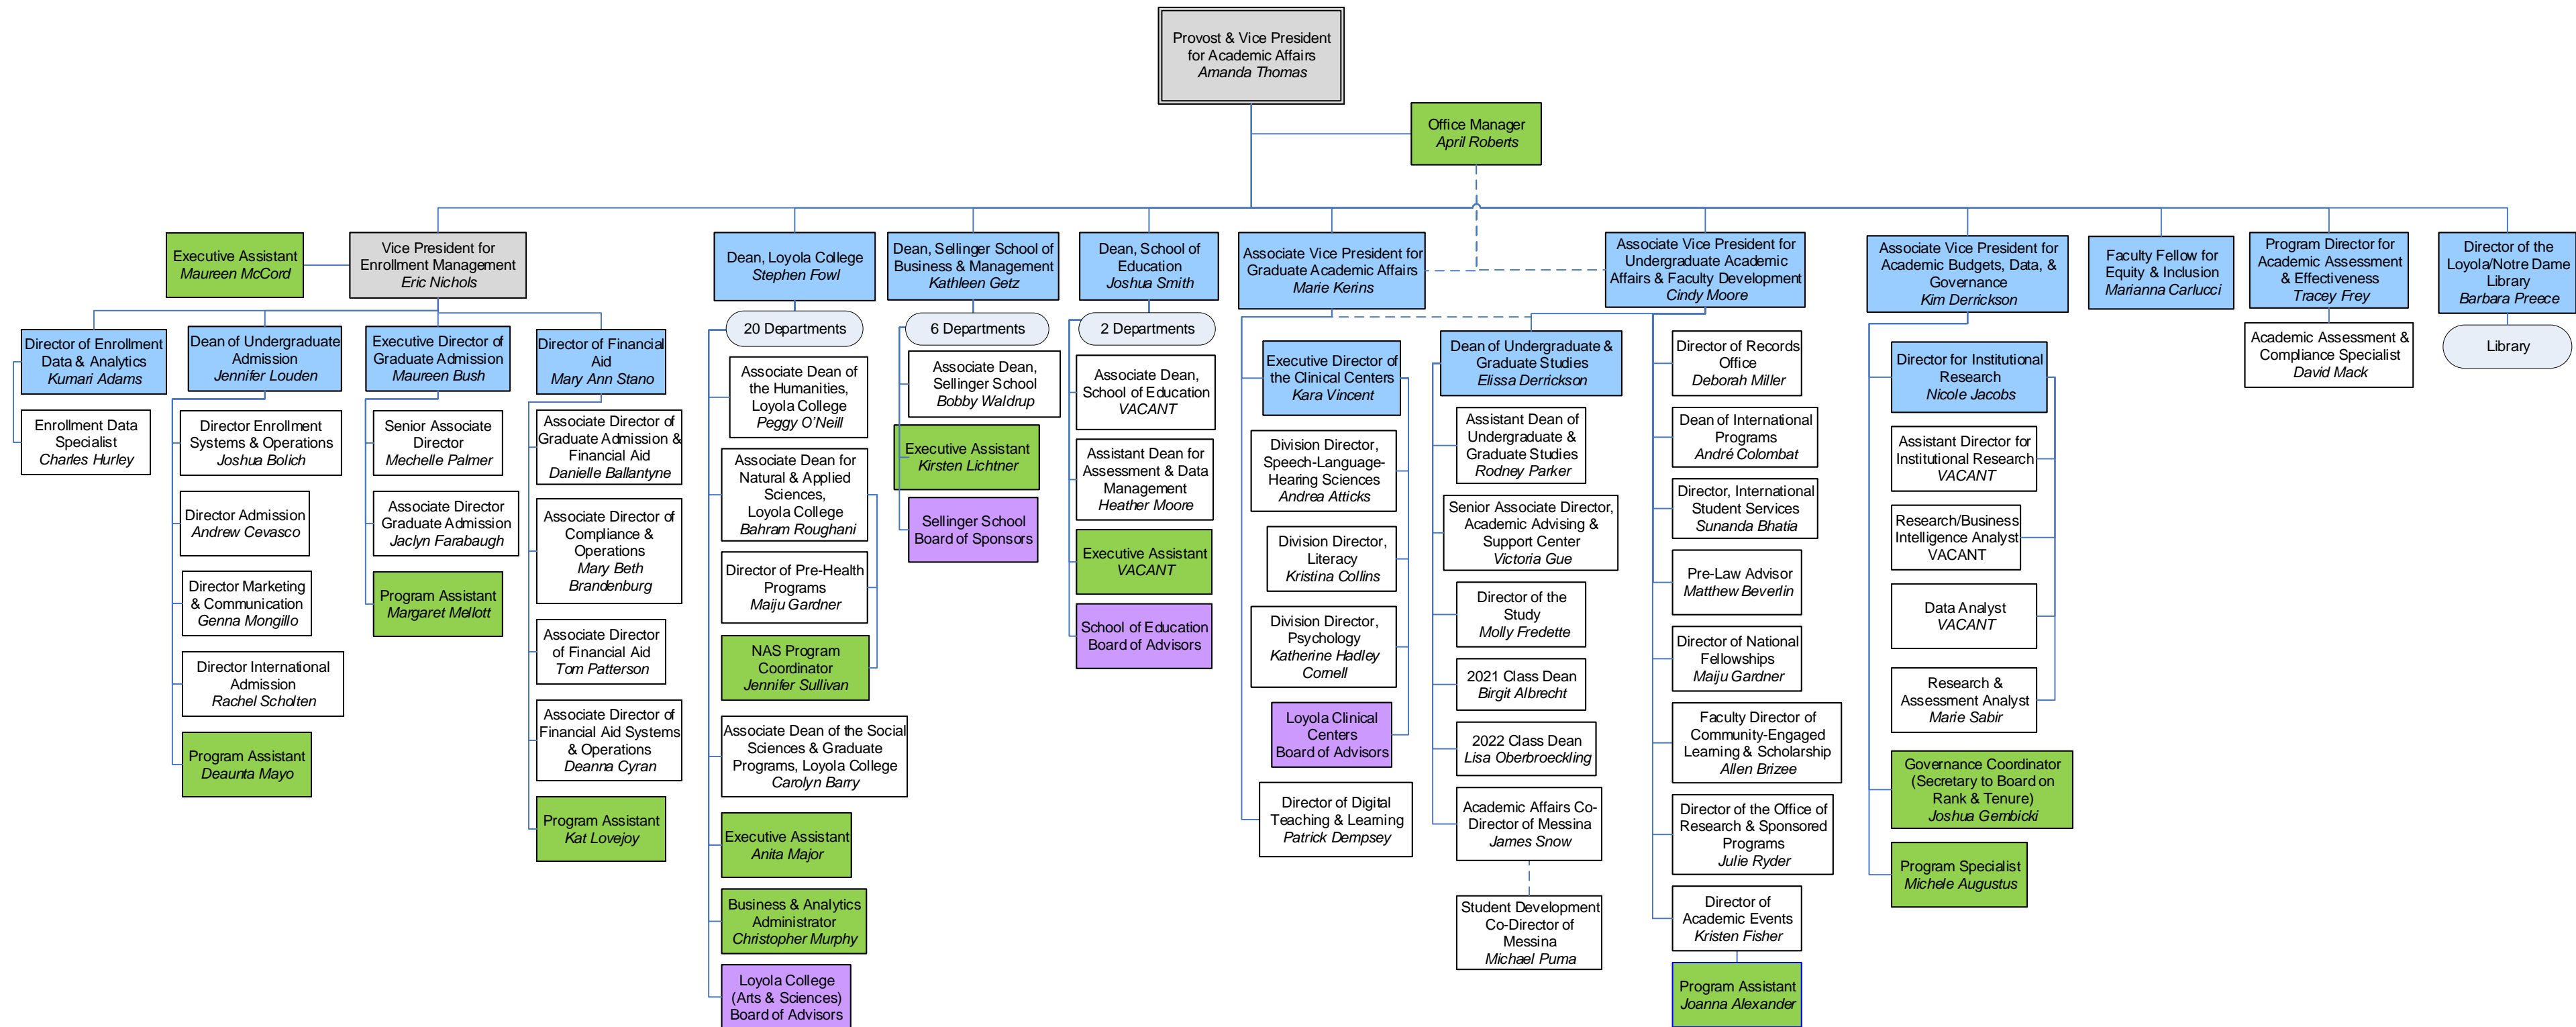 Provost & Vice President
for Academic Affairs
Amanda Thomas
Office Manager
April Roberts
Executive Assistant
Maureen McCord
Vice President for
Enrollment Management
Eric Nichols
Dean, Loyola College
Stephen Fowl
Dean, Sellinger School of
Business & Management
Kathleen Getz
Dean, School of
Education
Joshua Smith
Associate Vice President for
Graduate Academic Affairs
Marie Kerins
Associate Vice President for
Undergraduate Academic
Affairs & Faculty Development
Cindy Moore
Associate Vice President for
Academic Budgets, Data, &
Governance
Kim Derrickson
Faculty Fellow for
Equity & Inclusion
Marianna Carlucci
Program Director for
Academic Assessment
& Effectiveness
Tracey Frey
Director of the
Loyola/Notre Dame
Library
Barbara Preece
Director of Enrollment
Data & Analytics
Kumari Adams
Enrollment Data
Specialist
Charles Hurley
Dean of Undergraduate
Admission
Jennifer Louden
Director Enrollment
Systems & Operations
Joshua Bolich
Director Admission
Andrew Cevasco
Director Marketing
& Communication
Genna Mongillo
Director International
Admission
Rachel Scholten
Program Assistant
Deaunta Mayo
Executive Director of
Graduate Admission
Maureen Bush
Senior Associate
Director
Mechelle Palmer
Associate Director
Graduate Admission
Jaclyn Farabaugh
Program Assistant
Margaret Mellott
Director of Financial
Aid
Mary Ann Stano
Associate Director of
Graduate Admission &
Financial Aid
Danielle Ballantyne
Associate Director of
Compliance &
Operations
Mary Beth
Brandenburg
Associate Director
of Financial Aid
Tom Patterson
Associate Director of
Financial Aid Systems
& Operations
Deanna Cyran
Program Assistant
Kat Lovejoy
20 Departments
Associate Dean of
the Humanities,
Loyola College
Peggy O'Neill
Associate Dean for
Natural & Applied
Sciences,
Loyola College
Bahram Roughani
Director of Pre-Health
Programs
Maiju Gardner
NAS Program
Coordinator
Jennifer Sullivan
Associate Dean of the Social
Sciences & Graduate
Programs, Loyola College
Carolyn Barry
Executive Assistant
Anita Major
Business & Analytics
Administrator
Christopher Murphy
Loyola College
(Arts & Sciences)
Board of Advisors
6 Departments
Associate Dean,
Sellinger School
Bobby Waldrup
Executive Assistant
Kirsten Lichtner
Sellinger School
Board of Sponsors
2 Departments
Associate Dean,
School of Education
VACANT
Assistant Dean for
Assessment & Data
Management
Heather Moore
Executive Assistant
VACANT
School of Education
Board of Advisors
Executive Director of
the Clinical Centers
Kara Vincent
Division Director,
Speech-Language-
Hearing Sciences
Andrea Atticks
Division Director,
Literacy
Kristina Collins
Division Director,
Psychology
Katherine Hadley
Cornell
Loyola Clinical
Centers
Board of Advisors
Director of Digital
Teaching & Learning
Patrick Dempsey
Dean of Undergraduate &
Graduate Studies
Elissa Derrickson
Assistant Dean of
Undergraduate &
Graduate Studies
Rodney Parker
Senior Associate Director,
Academic Advising &
Support Center
Victoria Gue
Director of the
Study
Molly Fredette
2021 Class Dean
Birgit Albrecht
2022 Class Dean
Lisa Oberbroeckling
Academic Affairs Co-
Director of Messina
James Snow
Student Development
Co-Director of
Messina
Michael Puma
Director of Records
Office
Deborah Miller
Dean of International
Programs
André Colombat
Director, International
Student Services
Sunanda Bhatia
Pre-Law Advisor
Matthew Beverlin
Director of National
Fellowships
Maiju Gardner
Faculty Director of
Community-Engaged
Learning & Scholarship
Allen Brizee
Director of the Office of
Research & Sponsored
Programs
Julie Ryder
Director of
Academic Events
Kristen Fisher
Program Assistant
Joanna Alexander
Director for Institutional
Research
Nicole Jacobs
Assistant Director for
Institutional Research
VACANT
Research/Business
Intelligence Analyst
VACANT
Data Analyst
VACANT
Research &
Assessment Analyst
Marie Sabir
Governance Coordinator
(Secretary to Board on
Rank & Tenure)
Joshua Gembicki
Program Specialist
Michele Augustus
Academic Assessment &
Compliance Specialist
David Mack
Library